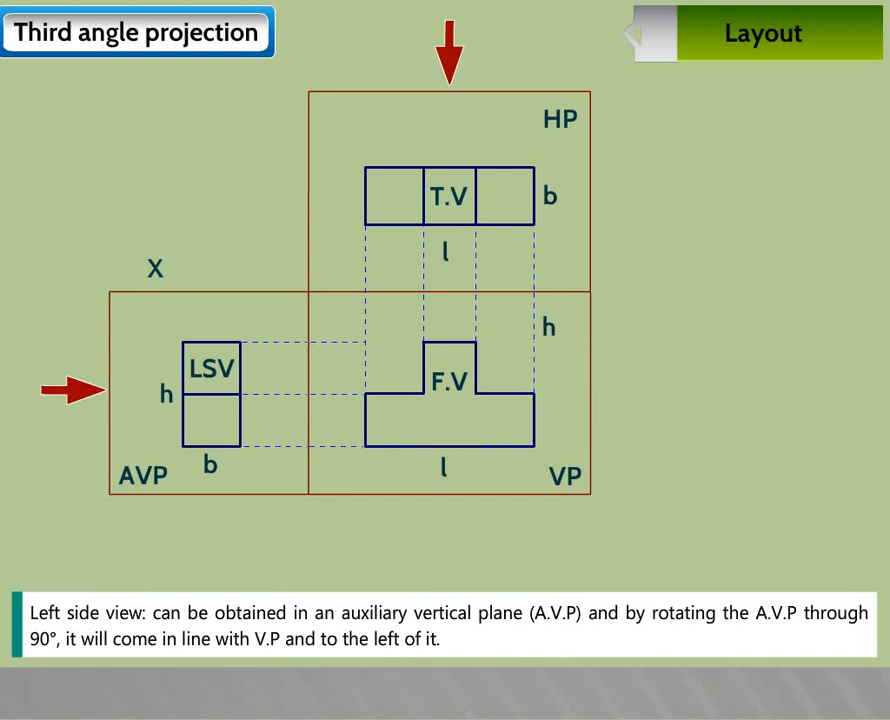 Third angle projection
Layout
HP
T.V
b
l
X
h
LSV
F.V
h
b
l
AVP
VP
Left side view: can be obtained in an auxiliary vertical plane (A.V.P) and by rotating the A.V.P through
90°, it will come in line with V.P and to the left of it.